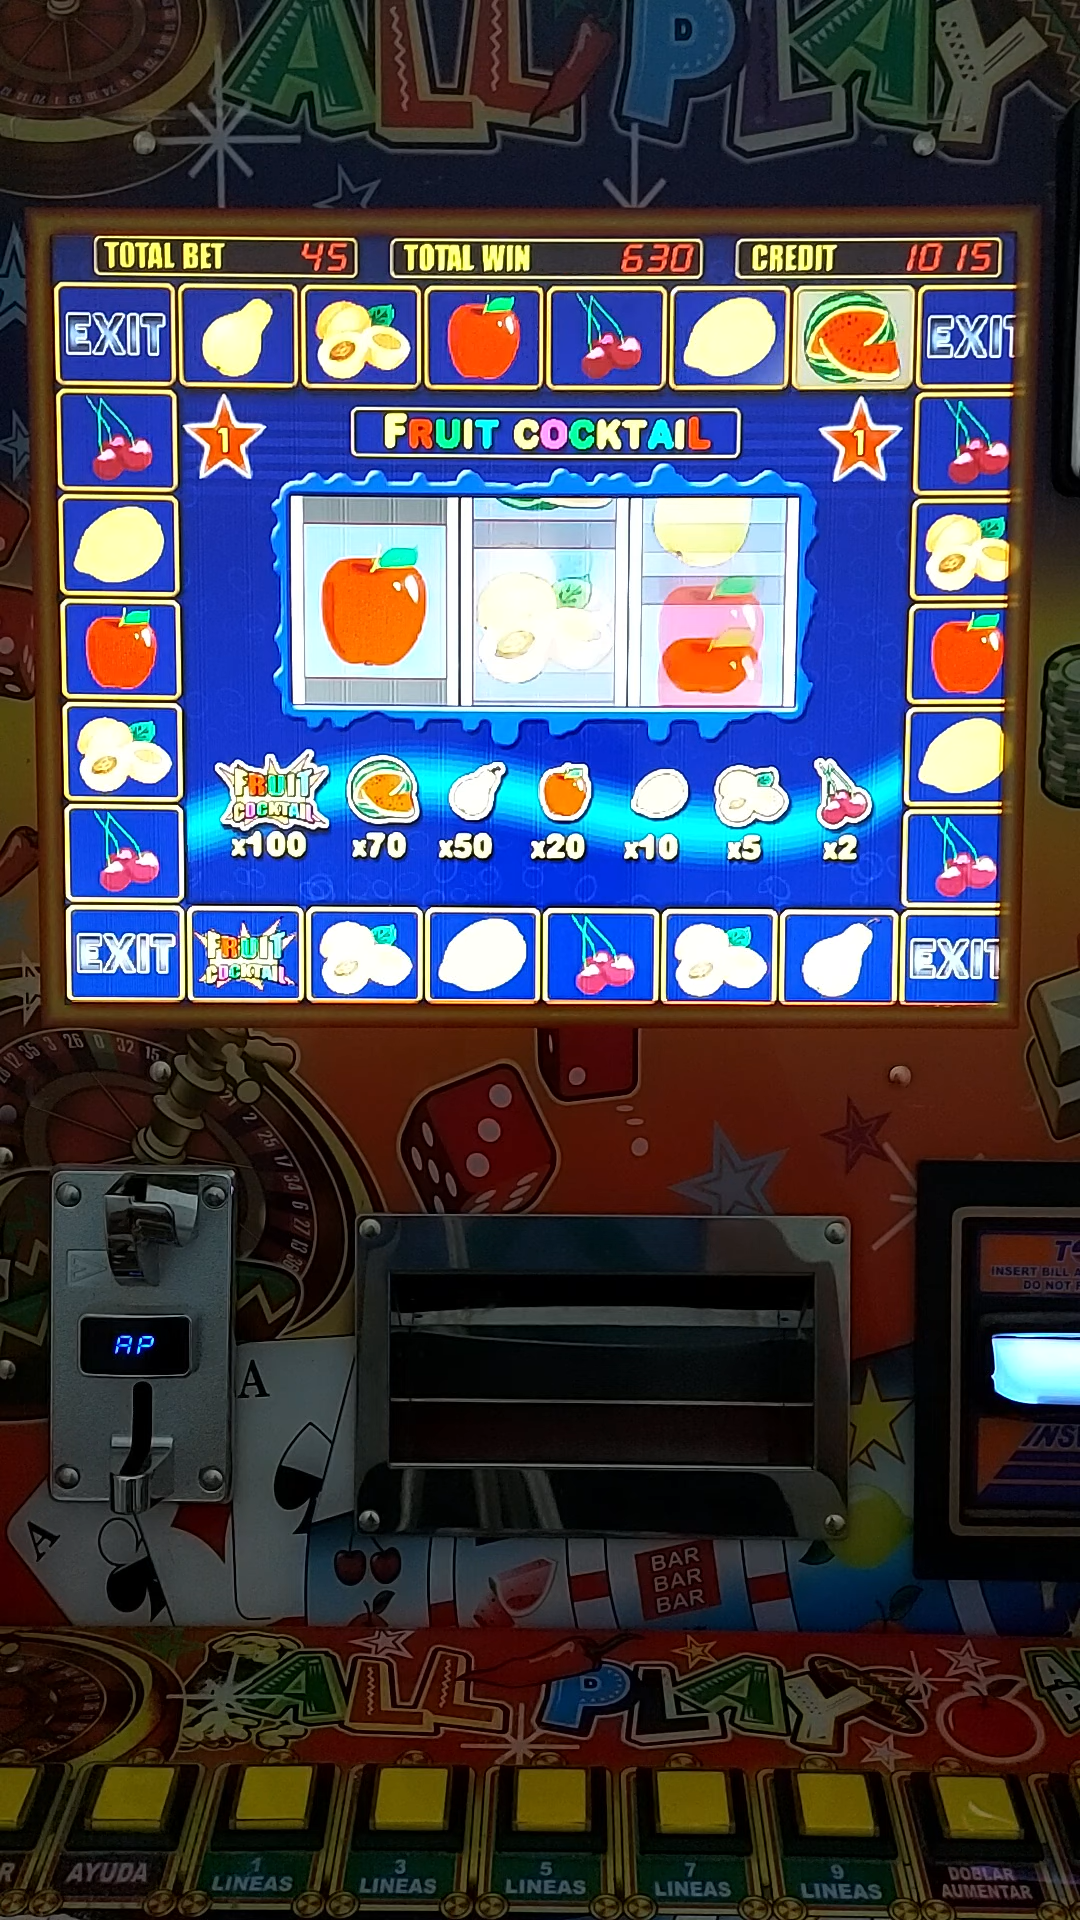 ALL PLAY
TOTAL BET 45 TOTAL WIN 630 CREDIT 1015
EXIT EXIT
1 FRUIT COCKTAIL 1
FRUIT
COCKTAIL
x100 x70 x50 x20 x10 x5 x2
EXIT FRUIT COCKTAIL EXIT
INSERT BILL
DO NOT
AP
A
A
BAR
BAR
BAR
ALL PLAY
AYUDA
1 LINEAS
3 LINEAS
5 LINEAS
7 LINEAS
9 LINEAS
DOBLAR
AUMENTAR